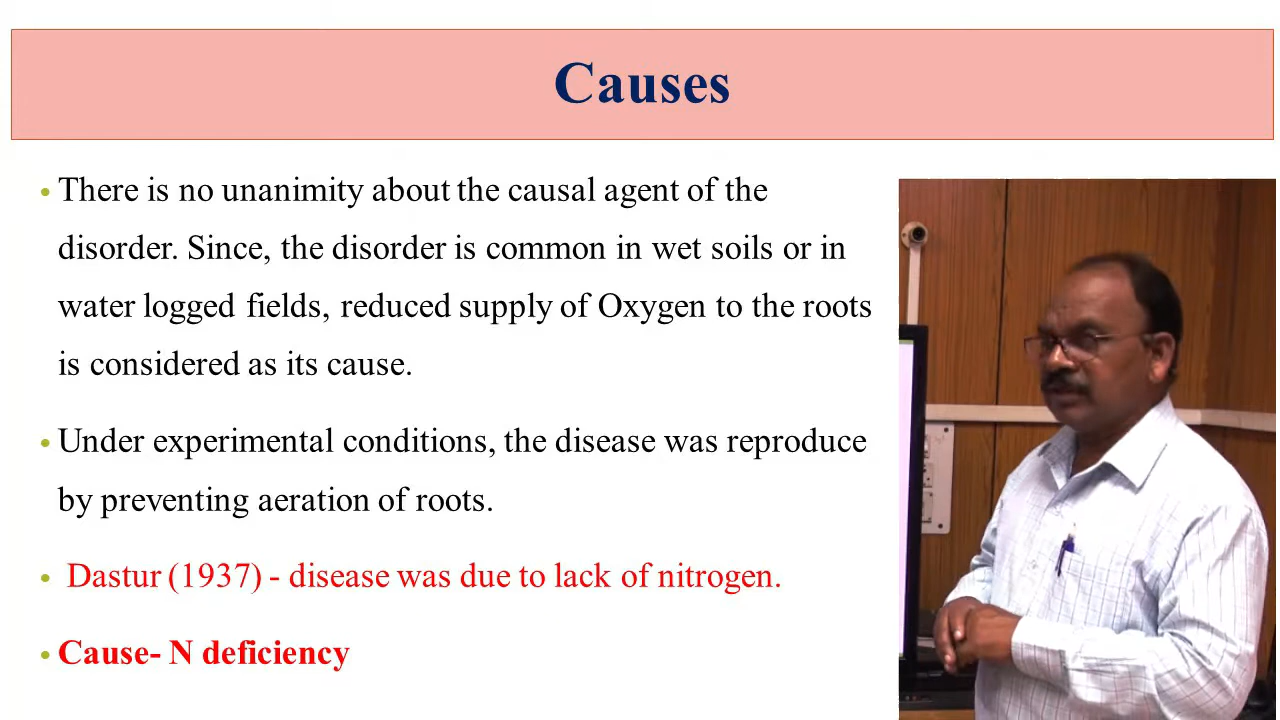 Causes
• There is no unanimity about the causal agent of the
disorder. Since, the disorder is common in wet soils or in
water logged fields, reduced supply of Oxygen to the roots
is considered as its cause.
• Under experimental conditions, the disease was reproduce
by preventing aeration of roots.
• Dastur (1937) - disease was due to lack of nitrogen.
• Cause- N deficiency